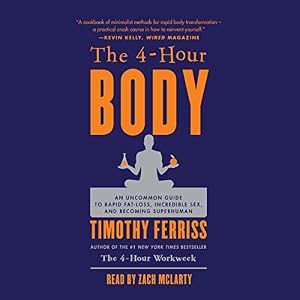 "A cookbook of minimalist methods for rapid body transformation—
a practical crash course in how to reinvent yourself."
—KEVIN KELLY, WIRED MAGAZINE
The 4-Hour
BODY
AN UNCOMMON GUIDE
TO RAPID FAT-LOSS, INCREDIBLE SEX,
AND BECOMING SUPERHUMAN
TIMOTHY FERRISS
AUTHOR OF THE #1 NEW YORK TIMES BESTSELLER
The 4-Hour Workweek
READ BY ZACH MCLARTY